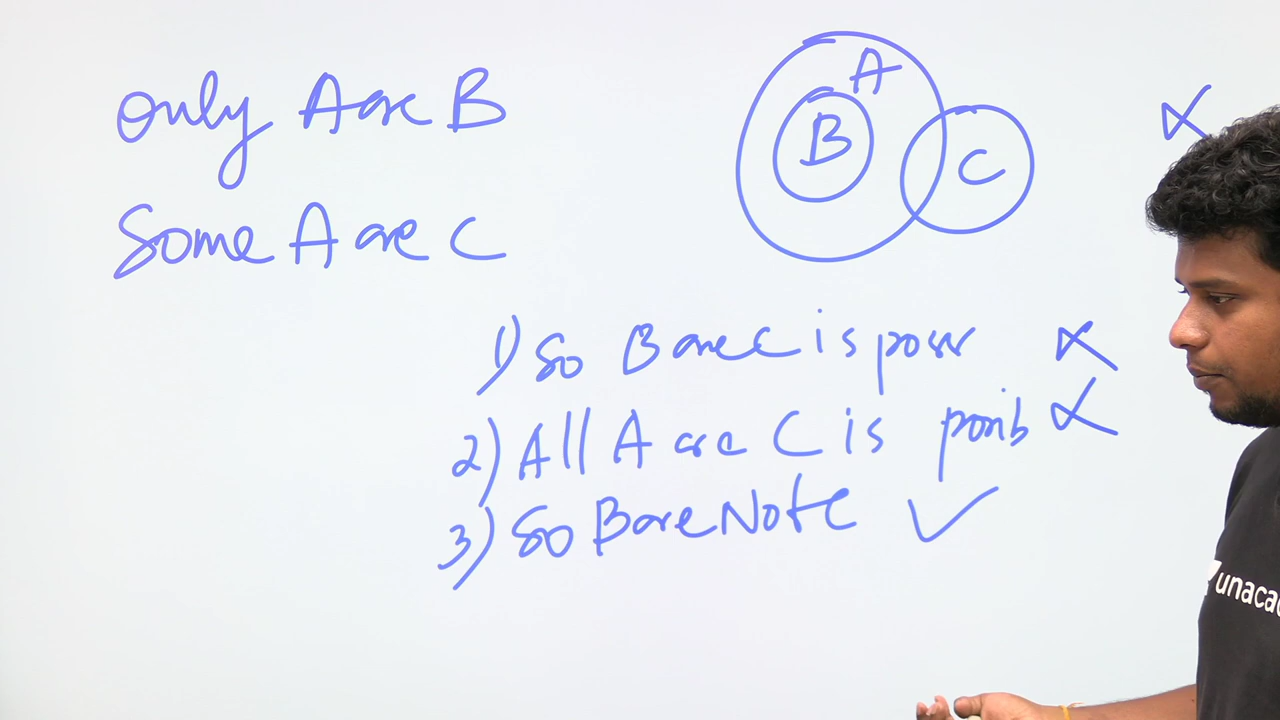 only A are B
Some A are C
A
B
C
1) So B are C is poss
2) All A are C is possib
3) So B are Not C
unaca